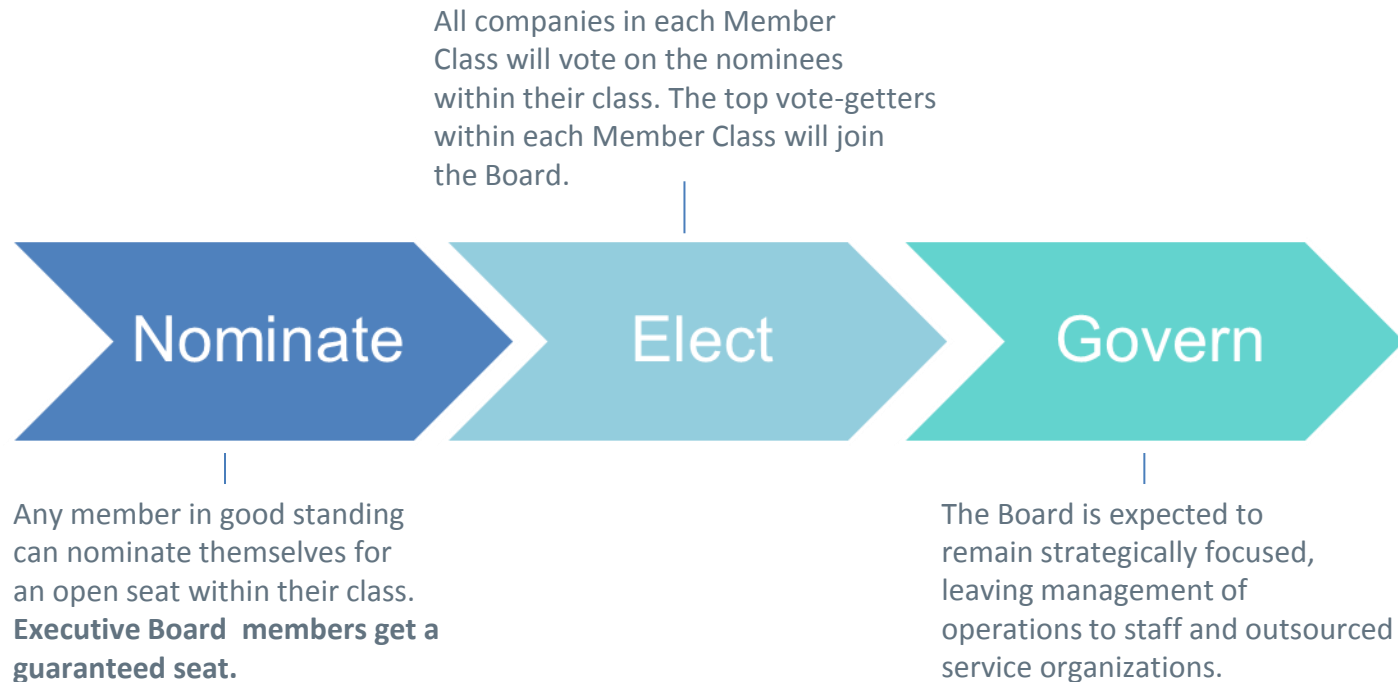 All companies in each Member
Class will vote on the nominees
within their class. The top vote-getters
within each Member Class will join
the Board.
Nominate
Elect
Govern
Any member in good standing
can nominate themselves for
an open seat within their class.
Executive Board  members get a
guaranteed seat.
The Board is expected to
remain strategically focused,
leaving management of
operations to staff and outsourced
service organizations.